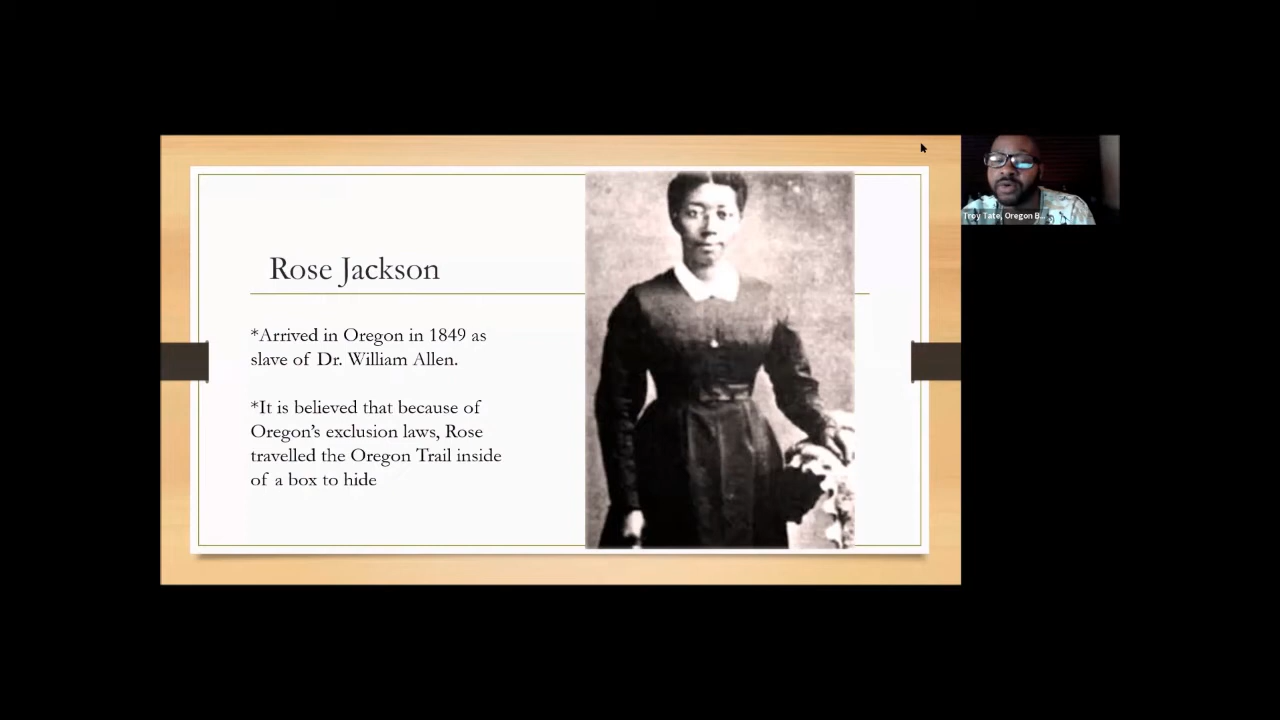 Rose Jackson
*Arrived in Oregon in 1849 as
slave of Dr. William Allen.
*It is believed that because of
Oregon's exclusion laws, Rose
travelled the Oregon Trail inside
of a box to hide
Troy Tate, Oregon B...